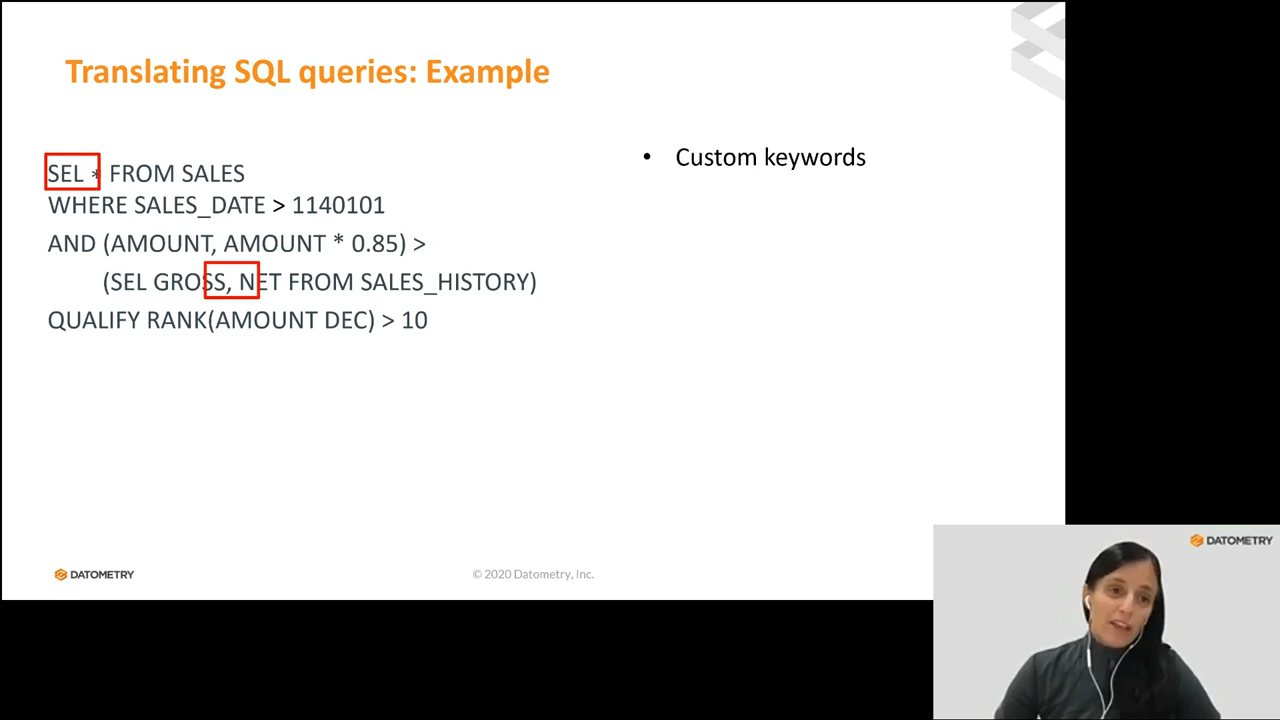 Translating SQL queries: Example
SEL * FROM SALES
WHERE SALES_DATE > 1140101
AND (AMOUNT, AMOUNT * 0.85) >
(SEL GROSS, NET FROM SALES_HISTORY)
QUALIFY RANK(AMOUNT DEC) > 10
• Custom keywords
DATOMETRY
© 2020 Datometry, Inc.
DATOMETRY